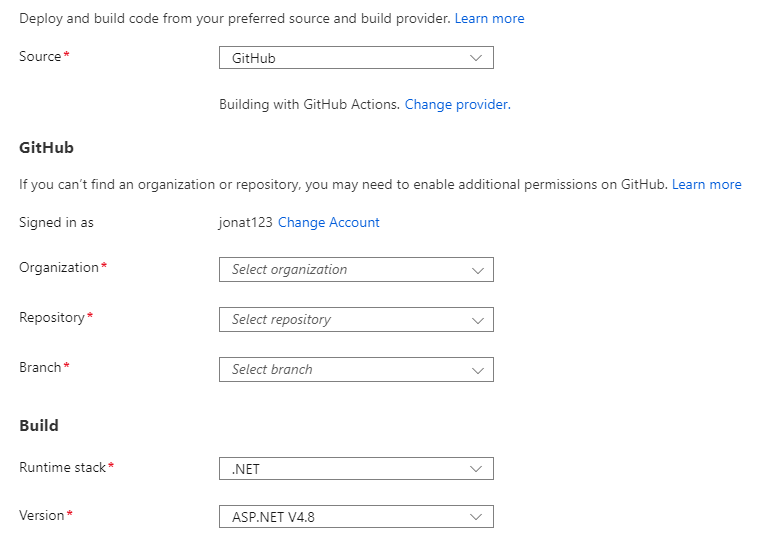 Deploy and build code from your preferred source and build provider. Learn more
Source* GitHub
Building with GitHub Actions. Change provider.
GitHub
If you can't find an organization or repository, you may need to enable additional permissions on GitHub. Learn more
Signed in as jonat123 Change Account
Organization* Select organization
Repository* Select repository
Branch* Select branch
Build
Runtime stack* .NET
Version* ASP.NET V4.8